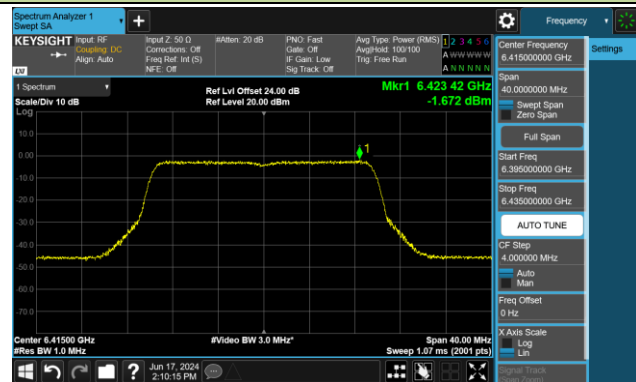 Spectrum Analyzer 1
Swept SA
Frequency
KEYSIGHT
Input: RF
Coupling: DC
Align: Auto
Input Z: 50 Ω
Corrections: Off
Freq Ref: Int (S)
NFE: Off
#Atten: 20 dB
PNO: Fast
Gate: Off
IF Gain: Low
Sig Track: Off
Avg Type: Power (RMS)
Avg|Hold: 100/100
Trig: Free Run
1 2 3 4 5 6
A W W W W W
A N N N N N
LXI
1 Spectrum
Scale/Div 10 dB
Log
Ref Lvl Offset 24.00 dB
Ref Level 20.00 dBm
Mkr1 6.423 42 GHz
-1.672 dBm
1
10.0
0.00
-10.0
-20.0
-30.0
-40.0
-50.0
-60.0
-70.0
Center 6.41500 GHz
#Res BW 1.0 MHz
#Video BW 3.0 MHz*
Span 40.00 MHz
Sweep 1.07 ms (2001 pts)
Jun 17, 2024
2:10:15 PM
Center Frequency
6.415000000 GHz
Settings
Span
40.0000000 MHz
Swept Span
Zero Span
Full Span
Start Freq
6.395000000 GHz
Stop Freq
6.435000000 GHz
AUTO TUNE
CF Step
4.000000 MHz
Auto
Man
Freq Offset
0 Hz
X Axis Scale
Log
Lin
Signal Track
(Span Zoom)